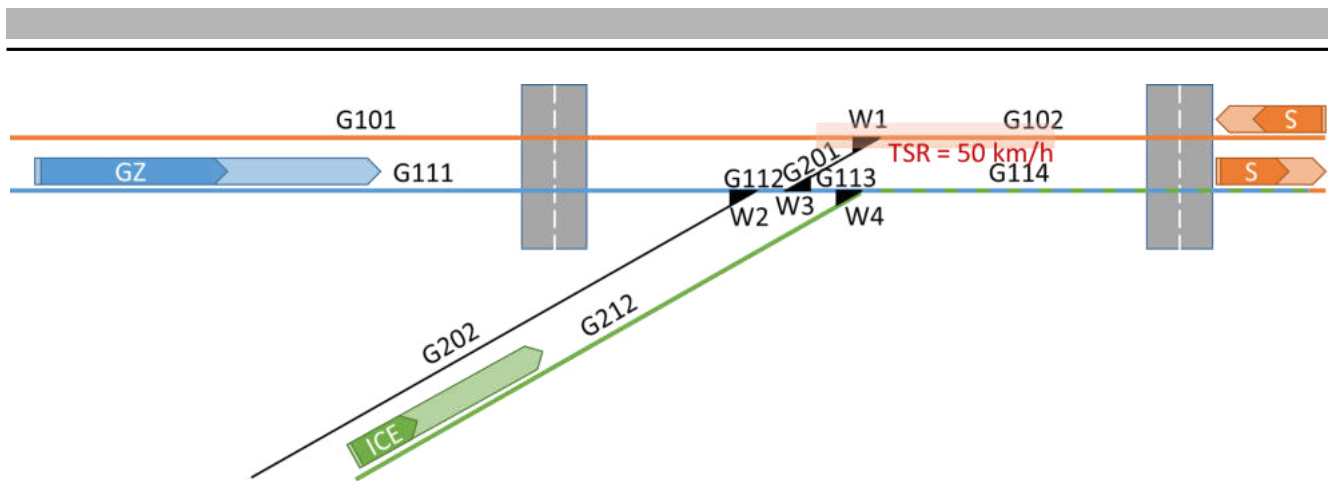 G101
W1
G102
S
TSR = 50 km/h
GZ
G111
G201
G112
G113
G114
S
W2
W3
W4
G202
G212
ICE